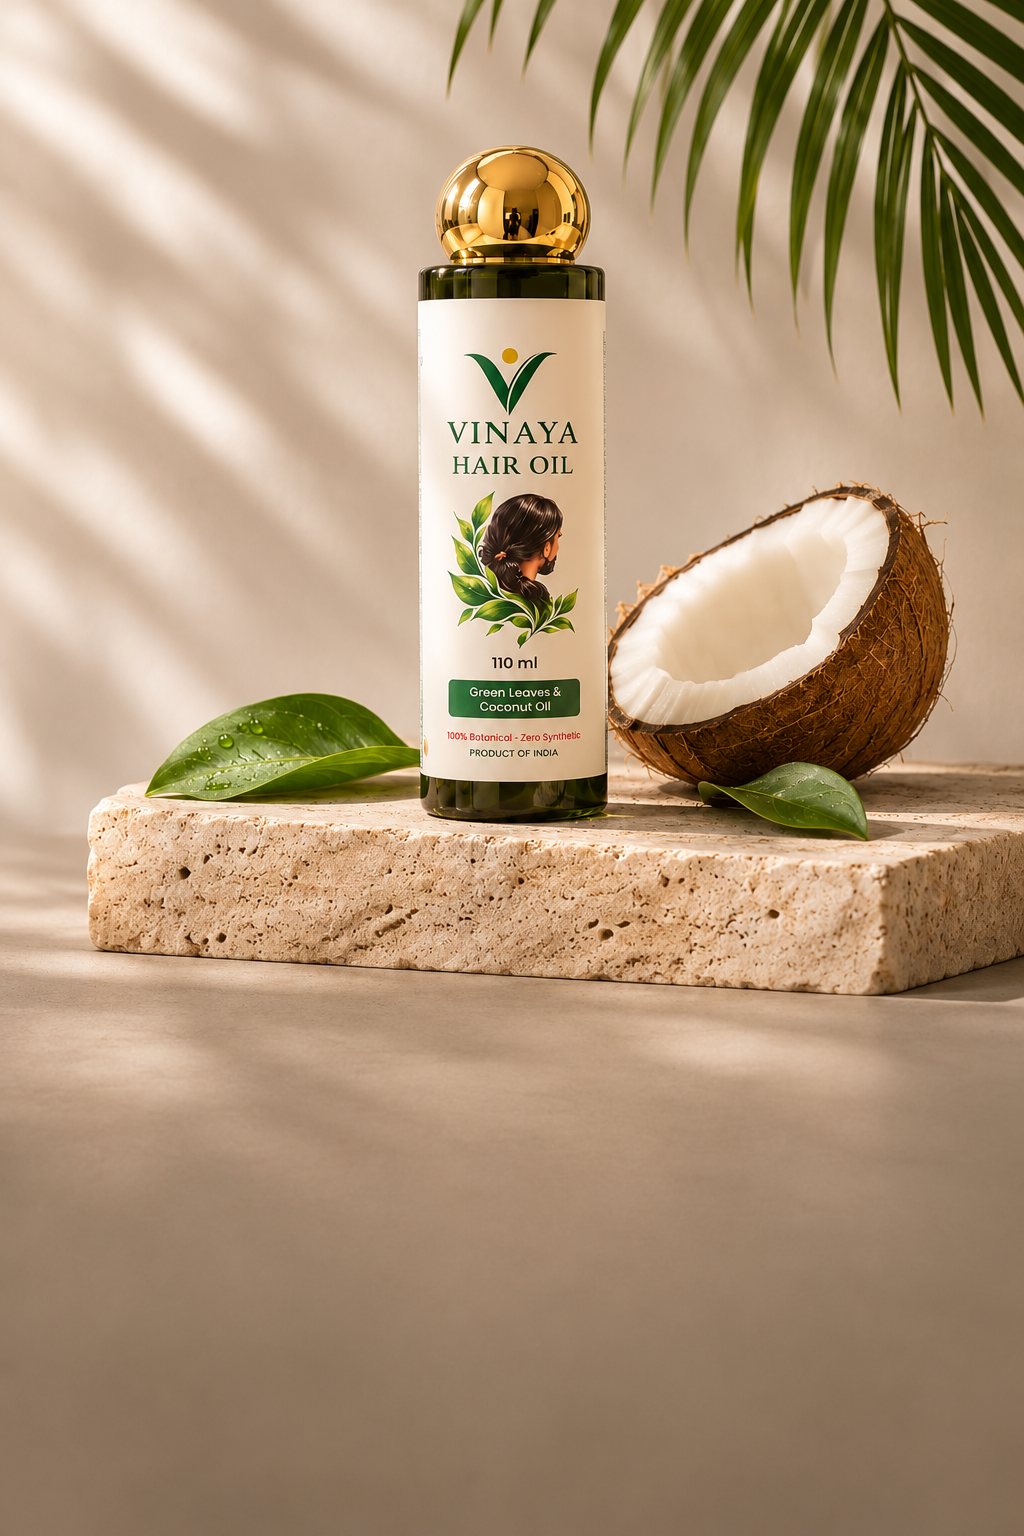 VINAYA
HAIR OIL
110 ml
Green Leaves &
Coconut Oil
100% Botanical - Zero Synthetic
PRODUCT OF INDIA